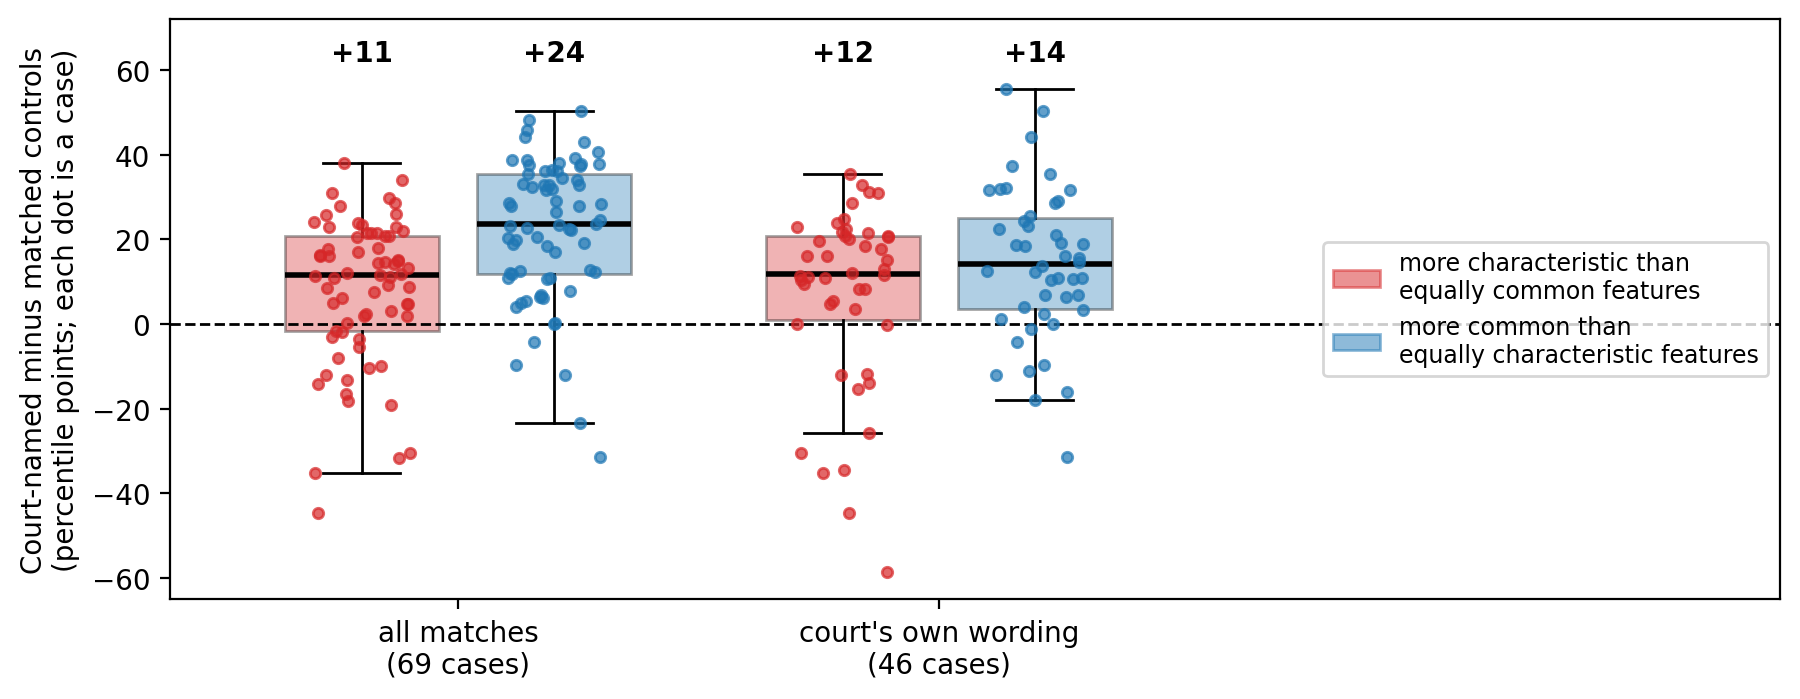 Court-named minus matched controls
(percentile points; each dot is a case)
60
40
20
0
−20
−40
−60
+11
+24
+12
+14
more characteristic than
equally common features
more common than
equally characteristic features
all matches
(69 cases)
court's own wording
(46 cases)